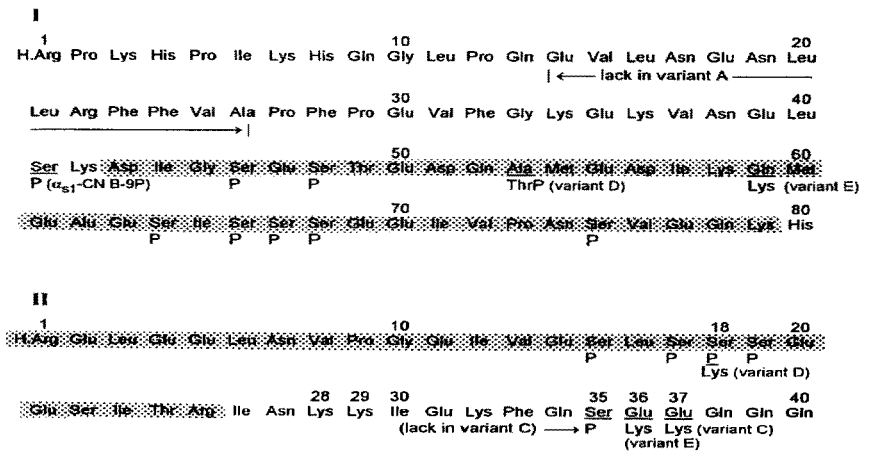 I
1 10 20
H.Arg Pro Lys His Pro Ile Lys His Gln Gly Leu Pro Gln Glu Val Leu Asn Glu Asn Leu
|← lack in variant A
30 40
Leu Arg Phe Phe Val Ala Pro Phe Pro Glu Val Phe Gly Lys Glu Lys Val Asn Glu Leu
→|
50 60
Ser Lys Asp Ile Gly Ser Glu Ser Thr Glu Asp Gln Ala Met Glu Asp Ile Lys Gln Met
P (αs1-CN B-9P) P P ThrP (variant D) Lys (variant E)
70 80
Glu Ala Glu Ser Ile Ser Ser Ser Glu Glu Ile Val Pro Asn Ser Val Glu Gln Lys His
P P P P P
II
1 10 18 20
H.Arg Glu Leu Glu Glu Leu Asn Val Pro Gly Glu Ile Val Glu Ser Leu Ser Ser Ser Glu
P P P P
Lys (variant D)
28 29 30 35 36 37 40
Glu Ser Ile Thr Arg Ile Asn Lys Lys Ile Glu Lys Phe Gln Ser Glu Glu Gln Gln Gln
(lack in variant C) → P Lys Lys (variant C)
(variant E)